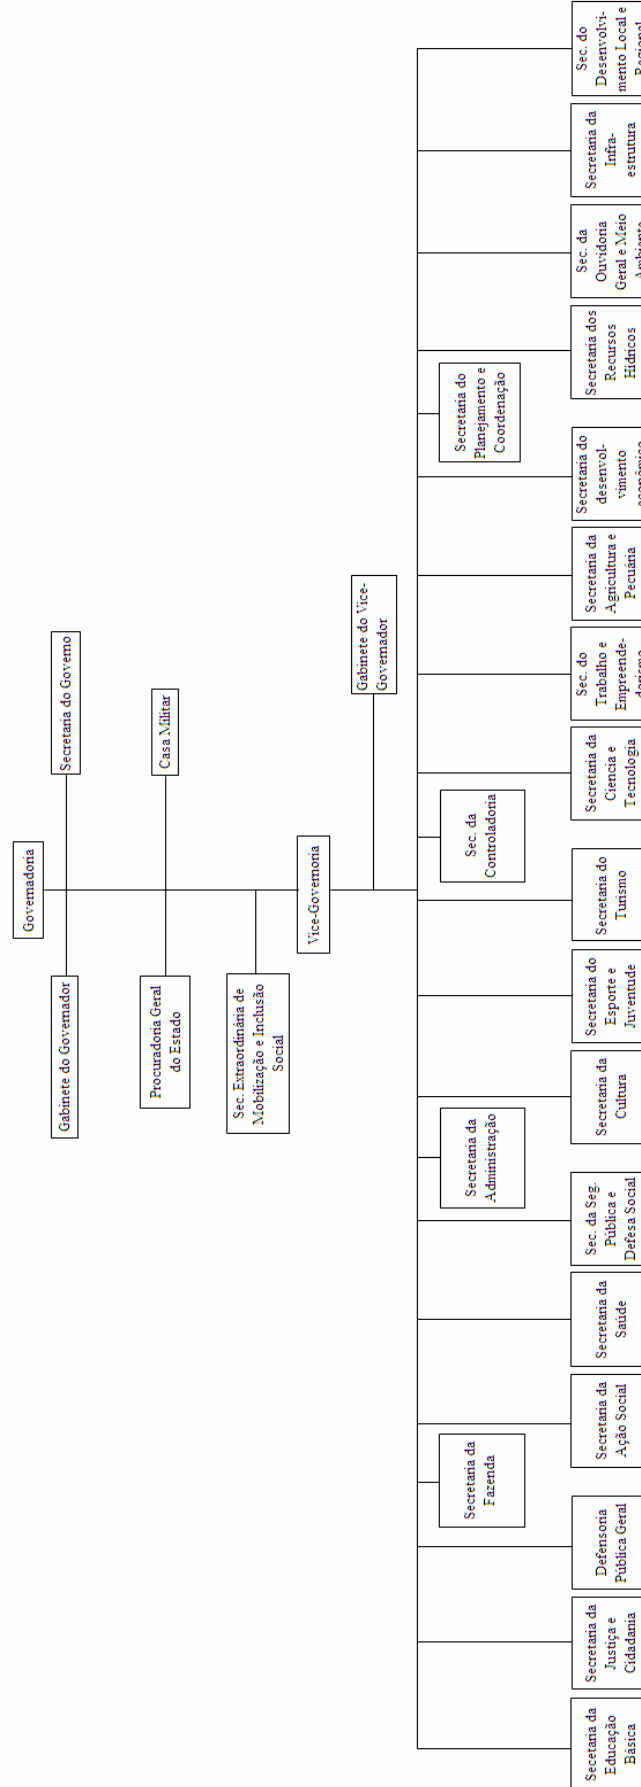 Governadoria
Gabinete do Governador
Secretaria do Governo
Procuradoria Geral
do Estado
Casa Militar
Sec. Extraordinária de
Mobilização e Inclusão
Social
Vice-Governoria
Gabinete do Vice-
Governador
Secretaria da
Fazenda
Secretaria da
Administração
Sec. da
Controladoria
Secretaria do
Planejamento e
Coordenação
Secetaria da
Educação
Básica
Secretaria da
Justiça e
Cidadania
Defensoria
Pública Geral
Secretaria da
Ação Social
Secretaria da
Saúde
Sec. da Seg.
Pública e
Defesa Social
Secretaria da
Cultura
Secretaria do
Esporte e
Juventude
Secretaria do
Turismo
Secretaria da
Ciencia e
Tecnologia
Sec. do
Trabalho e
Empreende-
dorismo
Secretaria da
Agricultura e
Pecuária
Secretaria do
desenvol-
vimento
econômico
Secretaria dos
Recursos
Hídricos
Sec. da
Ouvidoria
Geral e Meio
Ambiente
Secretaria da
Infra-
estrutura
Sec. do
Desenvolvi-
mento Local e
Regional